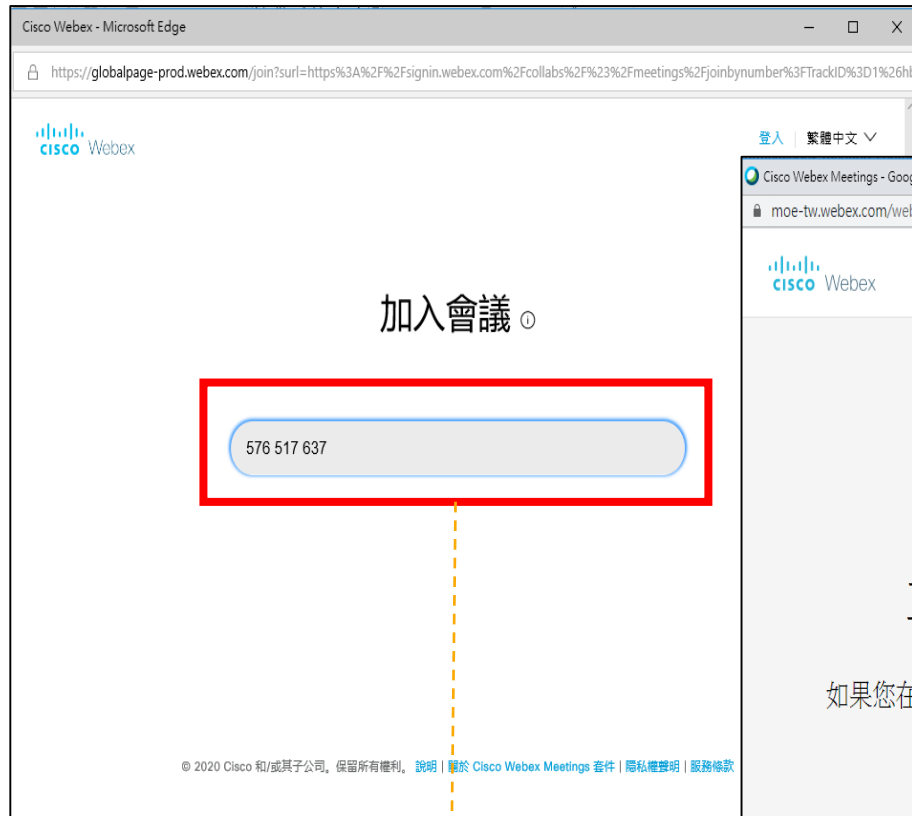 Cisco Webex - Microsoft Edge
https://globalpage-prod.webex.com/join?surl=https%3A%2F%2Fsignin.webex.com%2Fcollabs%2F%23%2Fmeetings%2Fjoinbynumber%3FTrackID%3D1%26hb
CISCO Webex
登入 繁體中文
Cisco Webex Meetings - Goog
moe-tw.webex.com/web
CISCO Webex
加入會議
576 517 637
如果您在
© 2020 Cisco 和/或其子公司。保留所有權利。 說明 | 關於 Cisco Webex Meetings 套件 | 隱私權聲明 | 服務條款